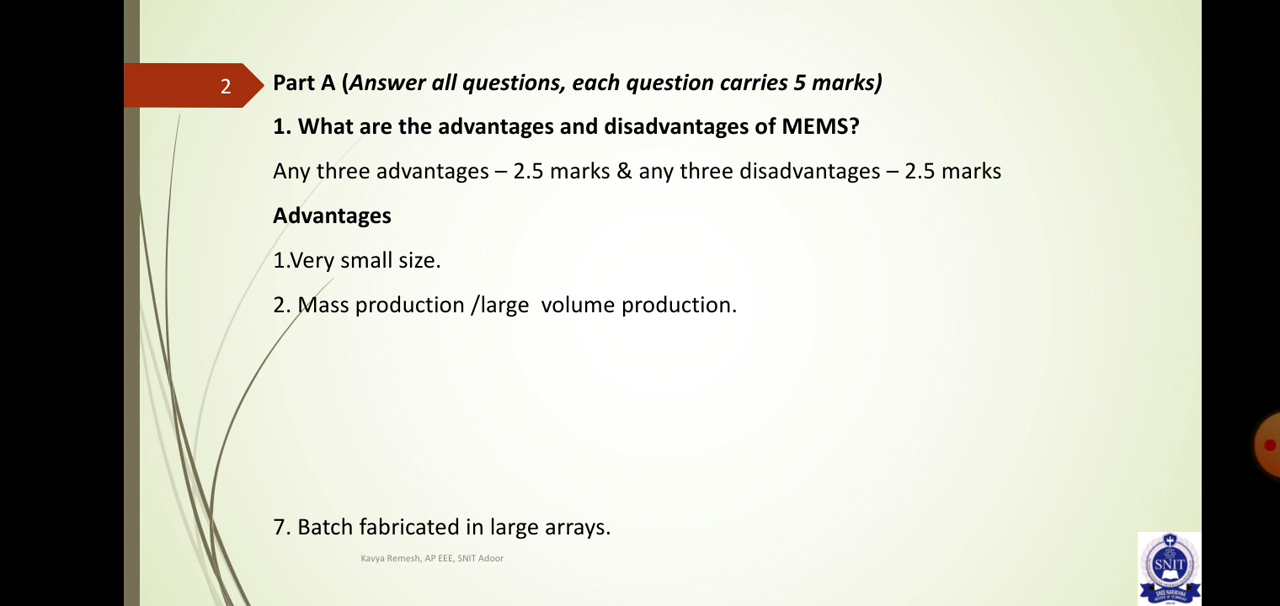 2
Part A (Answer all questions, each question carries 5 marks)
1. What are the advantages and disadvantages of MEMS?
Any three advantages – 2.5 marks & any three disadvantages – 2.5 marks
Advantages
1.Very small size.
2. Mass production /large volume production.
7. Batch fabricated in large arrays.
Kavya Remesh, AP EEE, SNIT Adoor
SNIT